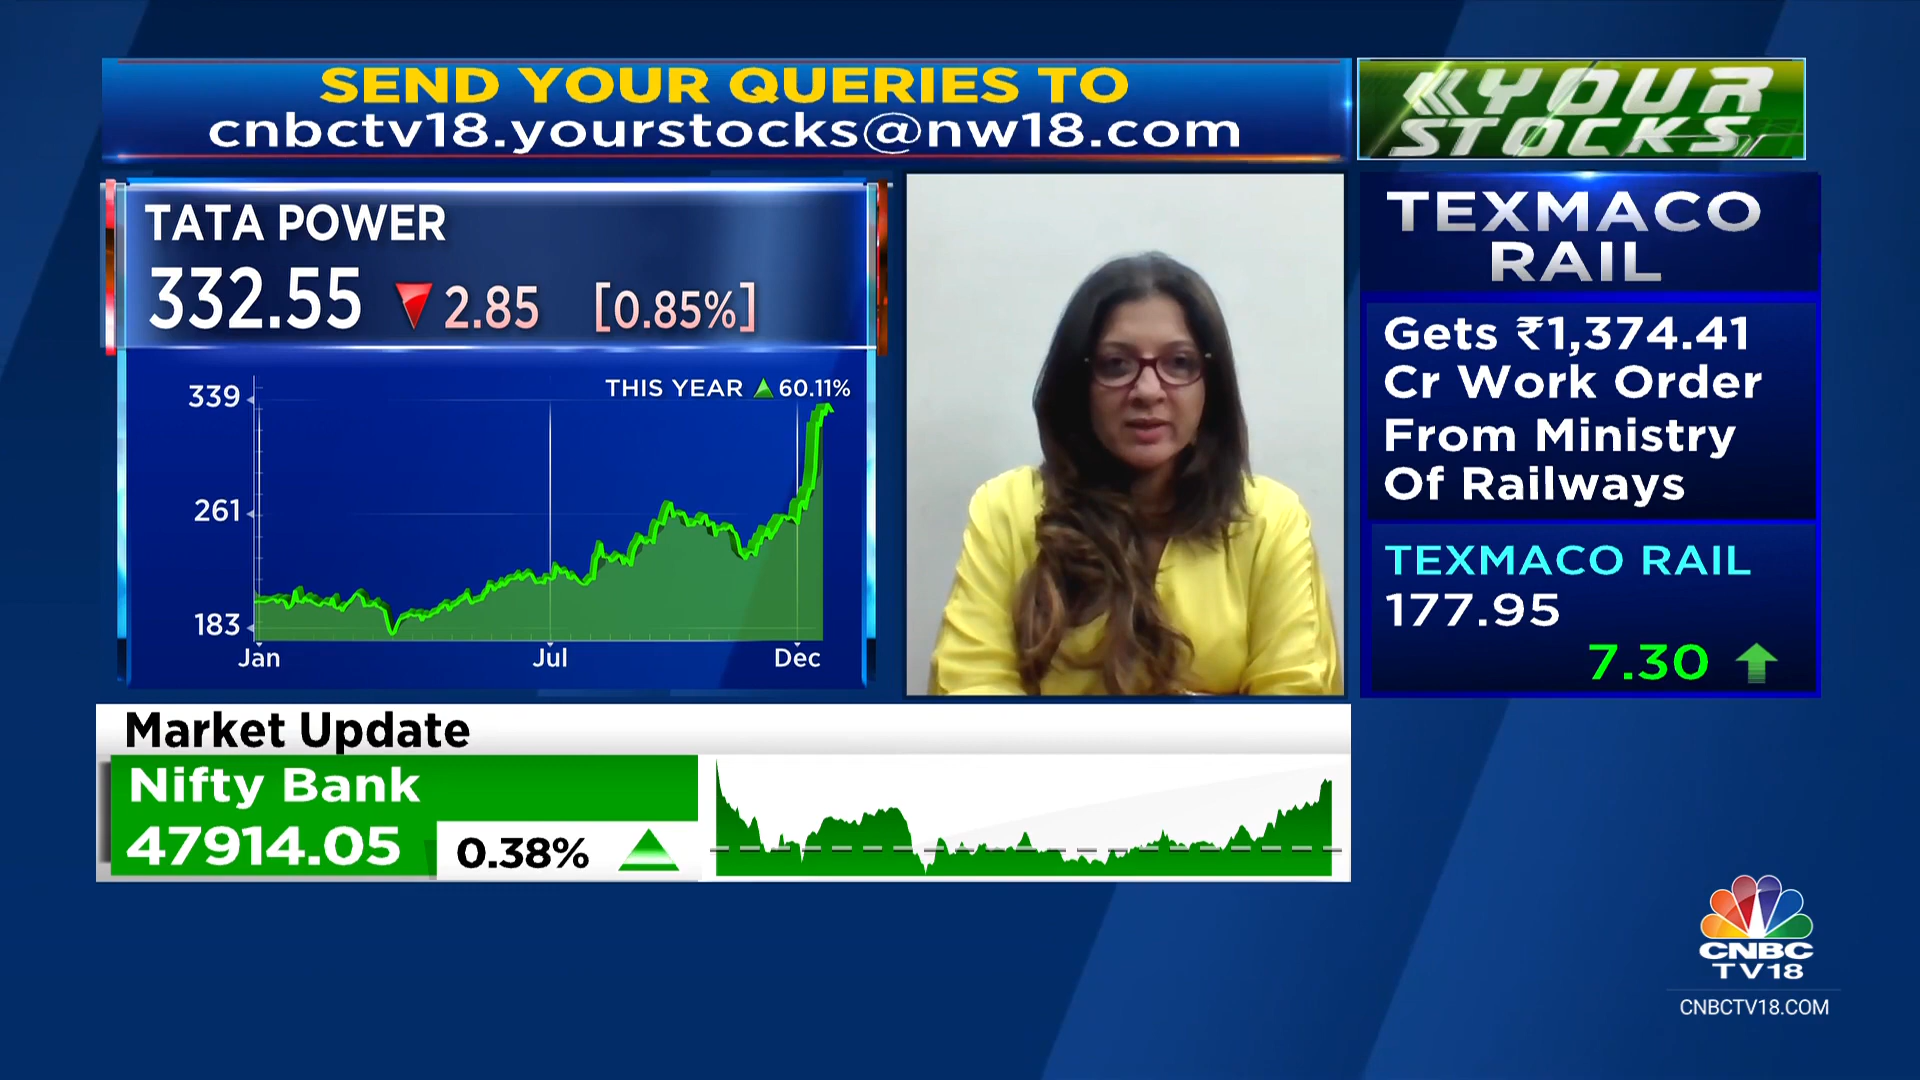 SEND YOUR QUERIES TO
cnbctv18.yourstocks@nw18.com
YOUR
STOCKS
TATA POWER
332.55 ▼ 2.85 [0.85%]
THIS YEAR ▲ 60.11%
339
261
183
Jan Jul Dec
TEXMACO
RAIL
Gets ₹1,374.41
Cr Work Order
From Ministry
Of Railways
TEXMACO RAIL
177.95
7.30
Market Update
Nifty Bank
47914.05 0.38%
CNBC
TV18
CNBCTV18.COM